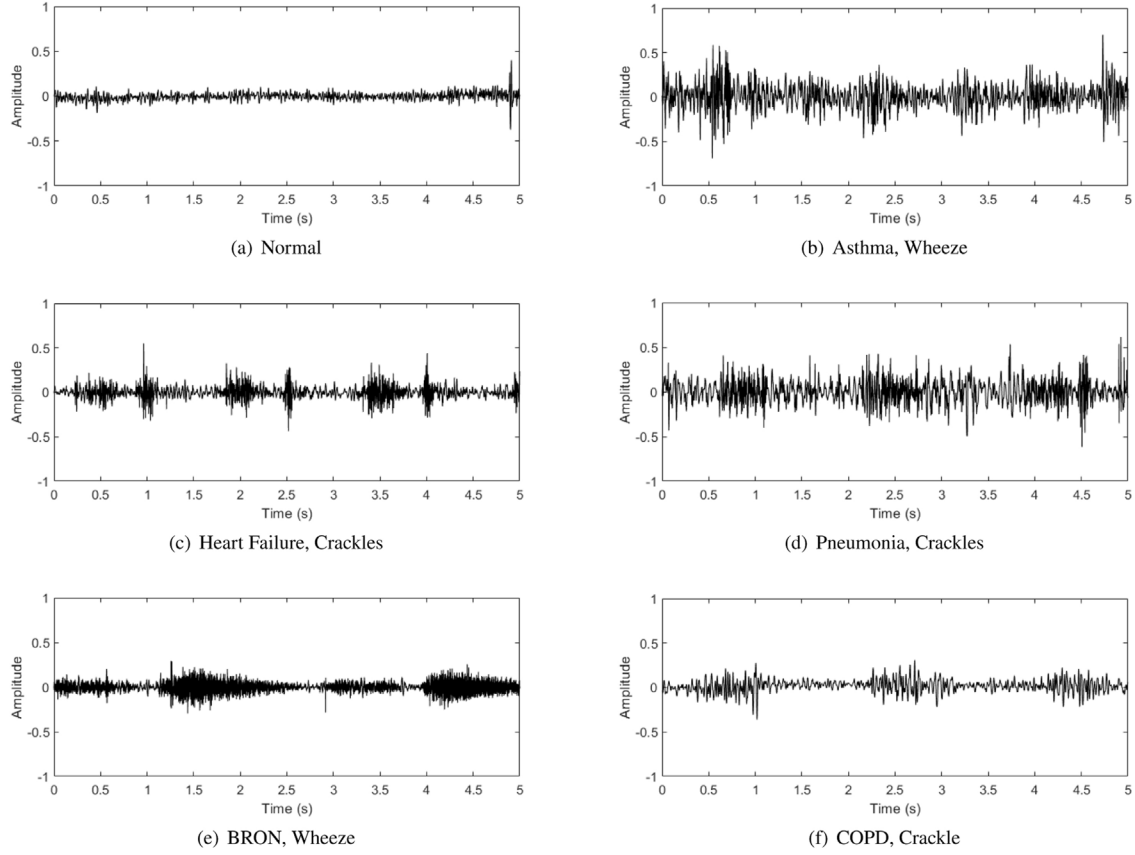 1
0.5
0
-0.5
-1
Amplitude
0 0.5 1 1.5 2 2.5 3 3.5 4 4.5 5
Time (s)
(a) Normal
1
0.5
0
-0.5
-1
Amplitude
0 0.5 1 1.5 2 2.5 3 3.5 4 4.5 5
Time (s)
(b) Asthma, Wheeze
1
0.5
0
-0.5
-1
Amplitude
0 0.5 1 1.5 2 2.5 3 3.5 4 4.5 5
Time (s)
(c) Heart Failure, Crackles
1
0.5
0
-0.5
-1
Amplitude
0 0.5 1 1.5 2 2.5 3 3.5 4 4.5 5
Time (s)
(d) Pneumonia, Crackles
1
0.5
0
-0.5
-1
Amplitude
0 0.5 1 1.5 2 2.5 3 3.5 4 4.5 5
Time (s)
(e) BRON, Wheeze
1
0.5
0
-0.5
-1
Amplitude
0 0.5 1 1.5 2 2.5 3 3.5 4 4.5 5
Time (s)
(f) COPD, Crackle